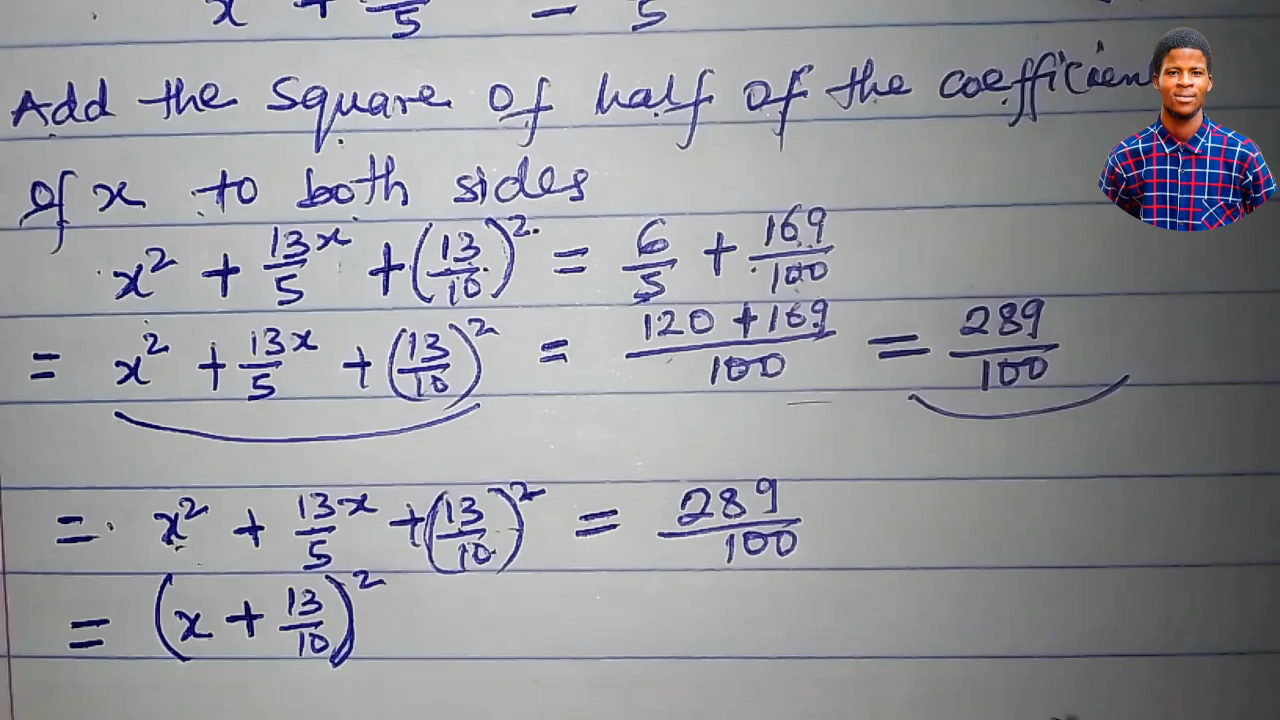 x + /5 = 5
Add the square of half of the coefficien
of x to both sides
x² + 13x/5 + (13/10)² = 6/5 + 169/100
= x² + 13x/5 + (13/10)² = 120 + 169/100 = 289/100
= x² + 13x/5 + (13/10)² = 289/100
= (x + 13/10)²